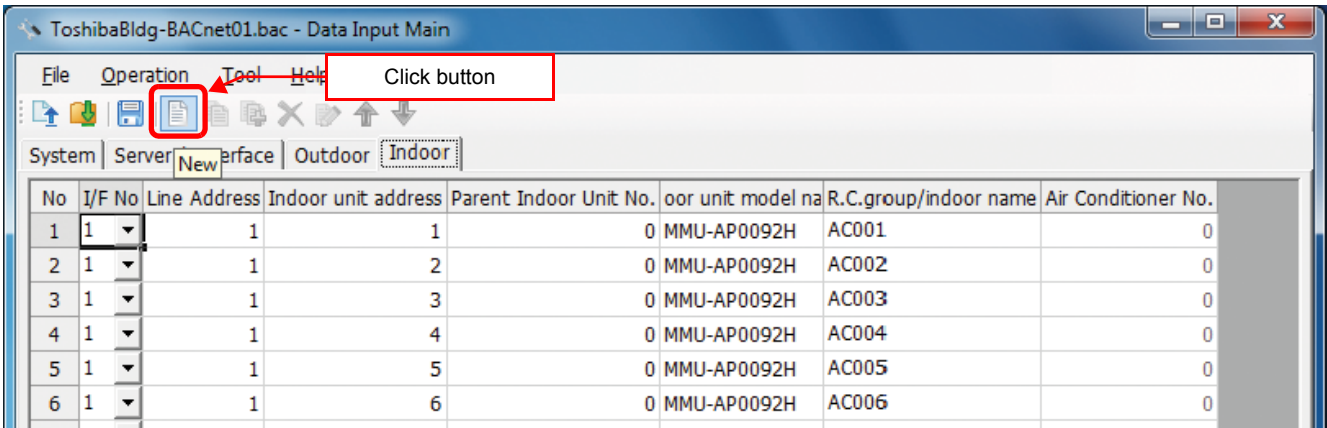 ToshibaBldg-BACnet01.bac - Data Input Main
File Operation Tool Help
Click button
System Server Interface Outdoor Indoor
New
No I/F No Line Address Indoor unit address Parent Indoor Unit No. oor unit model na R.C.group/indoor name Air Conditioner No.
1 1 1 1 0 MMU-AP0092H AC001 0
2 1 1 2 0 MMU-AP0092H AC002 0
3 1 1 3 0 MMU-AP0092H AC003 0
4 1 1 4 0 MMU-AP0092H AC004 0
5 1 1 5 0 MMU-AP0092H AC005 0
6 1 1 6 0 MMU-AP0092H AC006 0